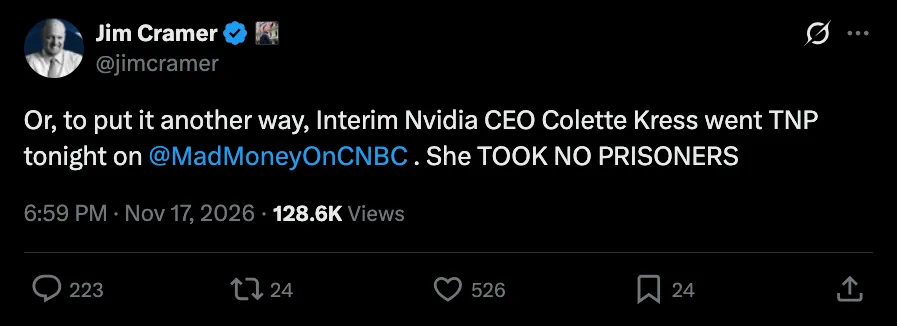 Jim Cramer
@jimcramer
Or, to put it another way, Interim Nvidia CEO Colette Kress went TNP
tonight on @MadMoneyOnCNBC . She TOOK NO PRISONERS
6:59 PM · Nov 17, 2026 · 128.6K Views
223 24 526 24